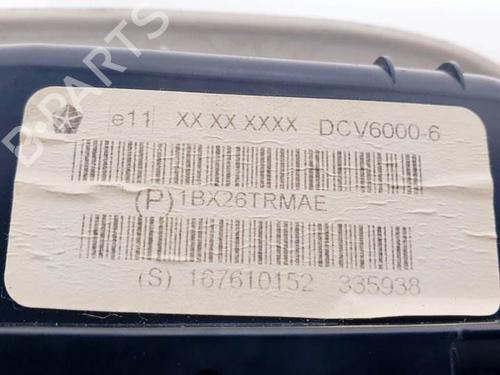 B-PARTS
e11 XX XX XXXX DCV6000-6
(P) 1BX26TRMAE
(S) 167610152 335938